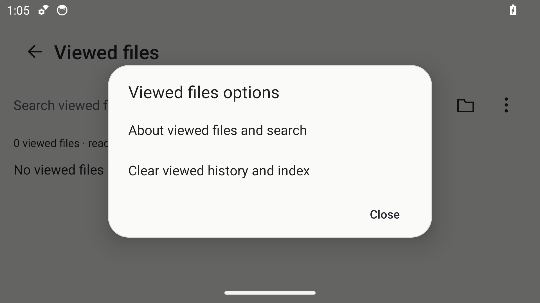 1:05
Viewed files
Search viewed f
0 viewed files · read
No viewed files
Viewed files options
About viewed files and search
Clear viewed history and index
Close